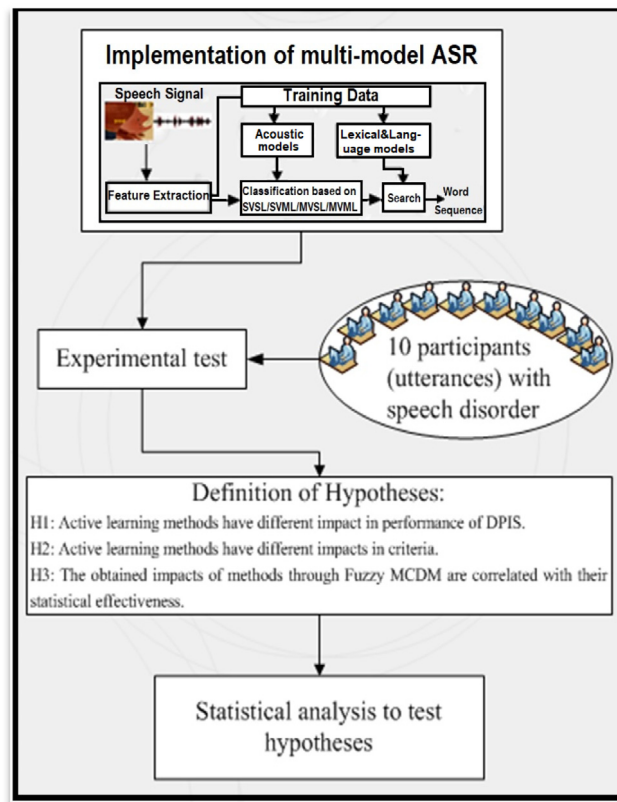 Implementation of multi-model ASR
Speech Signal
Training Data
Acoustic
models
Lexical&Lang-
uage models
Feature Extraction
Classification based on
SVSL/SVML/MVSL/MVML
Search
Word
Sequence
Experimental test
10 participants
(utterances) with
speech disorder
Definition of Hypotheses:
H1: Active learning methods have different impact in performance of DPIS.
H2: Active learning methods have different impacts in criteria.
H3: The obtained impacts of methods through Fuzzy MCDM are correlated with their
statistical effectiveness.
Statistical analysis to test
hypotheses